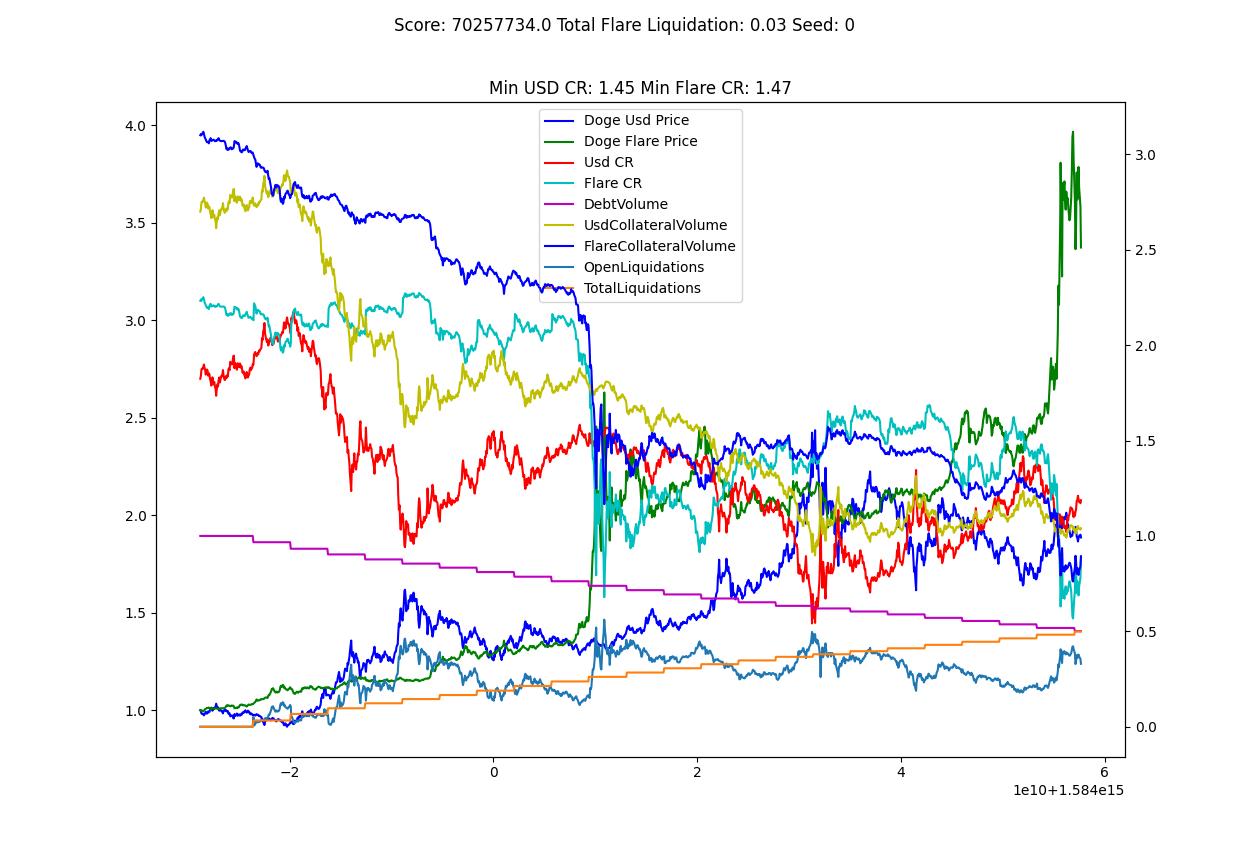 Score: 70257734.0 Total Flare Liquidation: 0.03 Seed: 0
Min USD CR: 1.45 Min Flare CR: 1.47
Doge Usd Price
Doge Flare Price
Usd CR
Flare CR
DebtVolume
UsdCollateralVolume
FlareCollateralVolume
OpenLiquidations
TotalLiquidations
4.0
3.5
3.0
2.5
2.0
1.5
1.0
3.0
2.5
2.0
1.5
1.0
0.5
0.0
−2 0 2 4 6
1e10+1.584e15